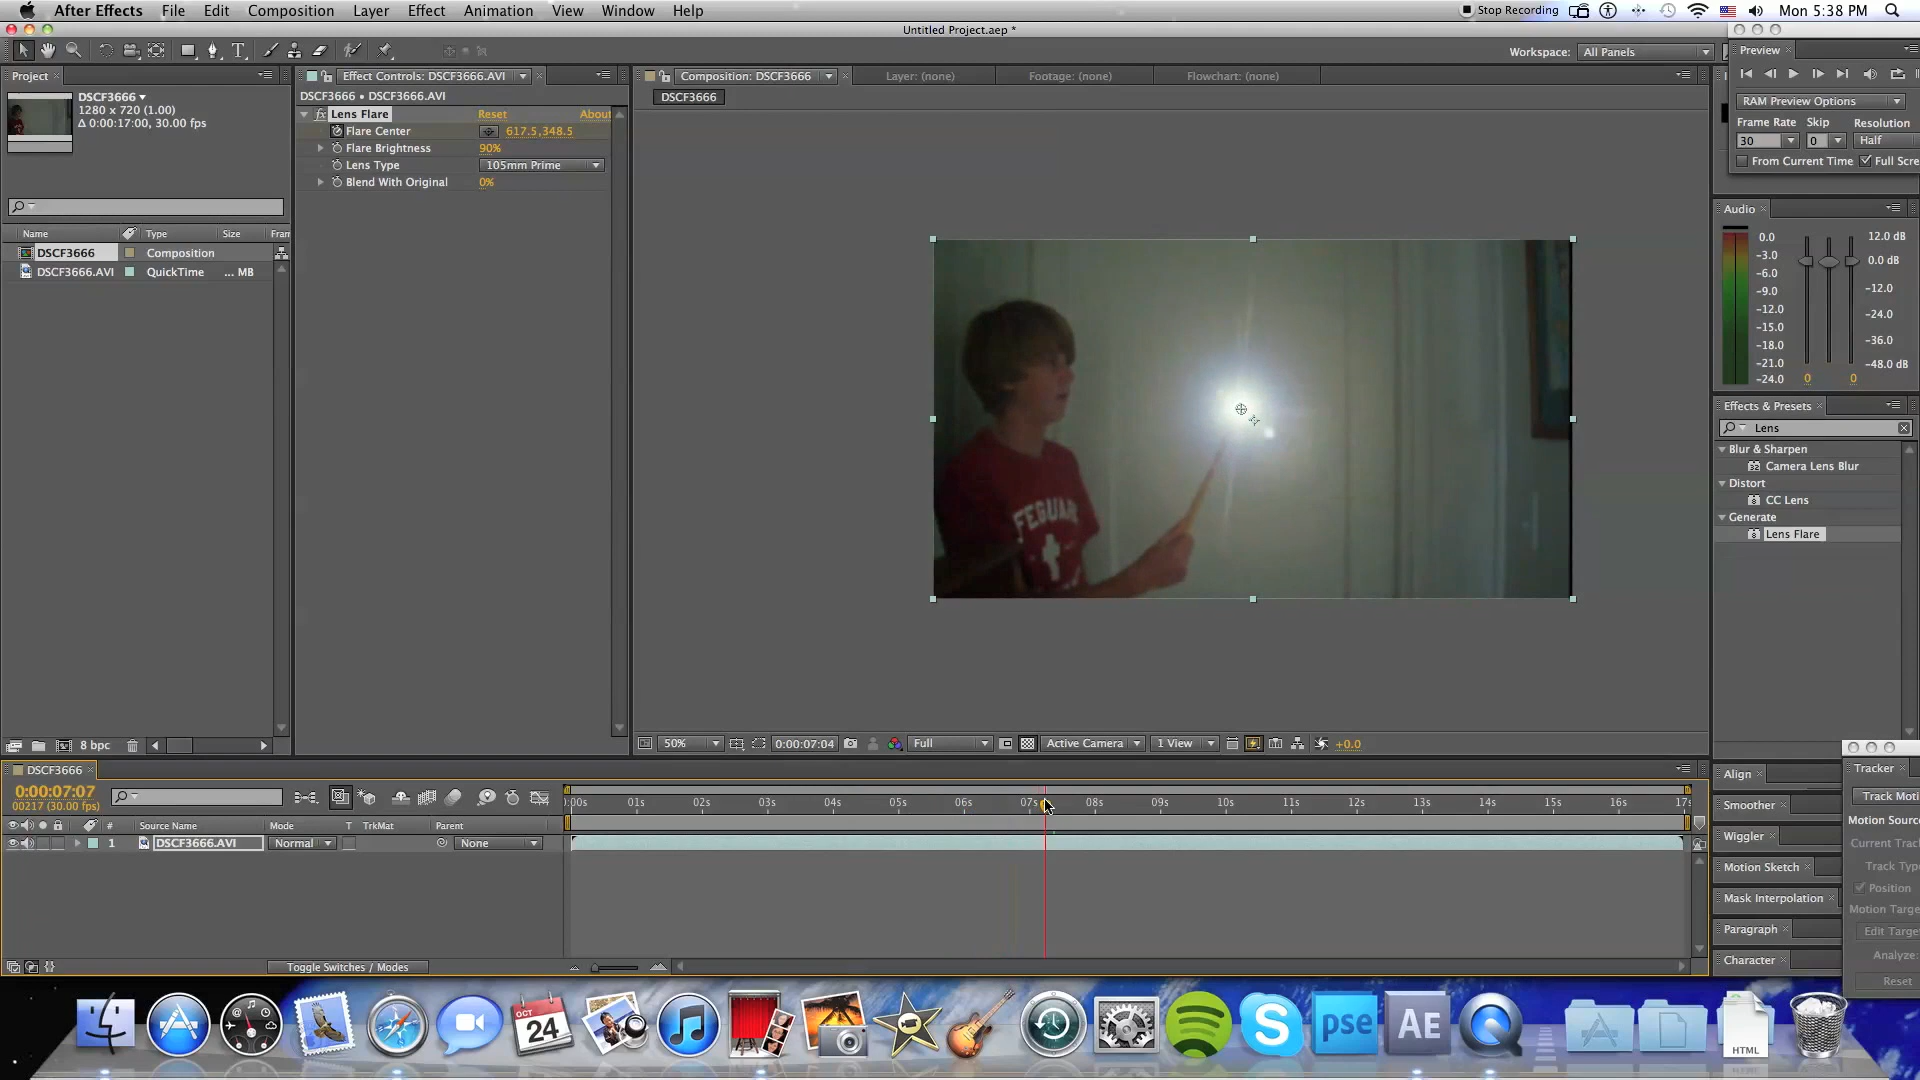 After Effects File Edit Composition Layer Effect Animation View Window Help Stop Recording Mon 5:38 PM
Untitled Project.aep *
Workspace: All Panels
Project
DSCF3666
1280 x 720 (1.00)
Δ 0:00:17:00, 30.00 fps
Name Type Size Fram
DSCF3666 Composition
DSCF3666.AVI QuickTime ... MB
8 bpc
Effect Controls: DSCF3666.AVI
DSCF3666 • DSCF3666.AVI
Lens Flare Reset About
Flare Center 617.5,348.5
Flare Brightness 90%
Lens Type 105mm Prime
Blend With Original 0%
Composition: DSCF3666 Layer: (none) Footage: (none) Flowchart: (none)
DSCF3666
FEGUAR
50% 0:00:07:04 Full Active Camera 1 View +0.0
Preview
RAM Preview Options
Frame Rate Skip Resolution
30 0 Half
From Current Time Full Scre
Audio
0.0
-3.0
-6.0
-9.0
-12.0
-15.0
-18.0
-21.0
-24.0
12.0 dB
0.0 dB
-12.0
-24.0
-36.0
-48.0 dB
0 0
Effects & Presets
Lens
Blur & Sharpen
32 Camera Lens Blur
Distort
8 CC Lens
Generate
8 Lens Flare
DSCF3666
0:00:07:07
00217 (30.00 fps)
):00s 01s 02s 03s 04s 05s 06s 07s 08s 09s 10s 11s 12s 13s 14s 15s 16s 17s
# Source Name Mode T TrkMat Parent
1 DSCF3666.AVI Normal None
Toggle Switches / Modes
Align
Smoother
Wiggler
Motion Sketch
Mask Interpolation
Paragraph
Character
Tracker
Track Moti
Motion Sourc
Current Trac
Track Typ
Position
Motion Targe
Edit Targe
Analyze:
Reset
OCT
24
pse
AE
HTML